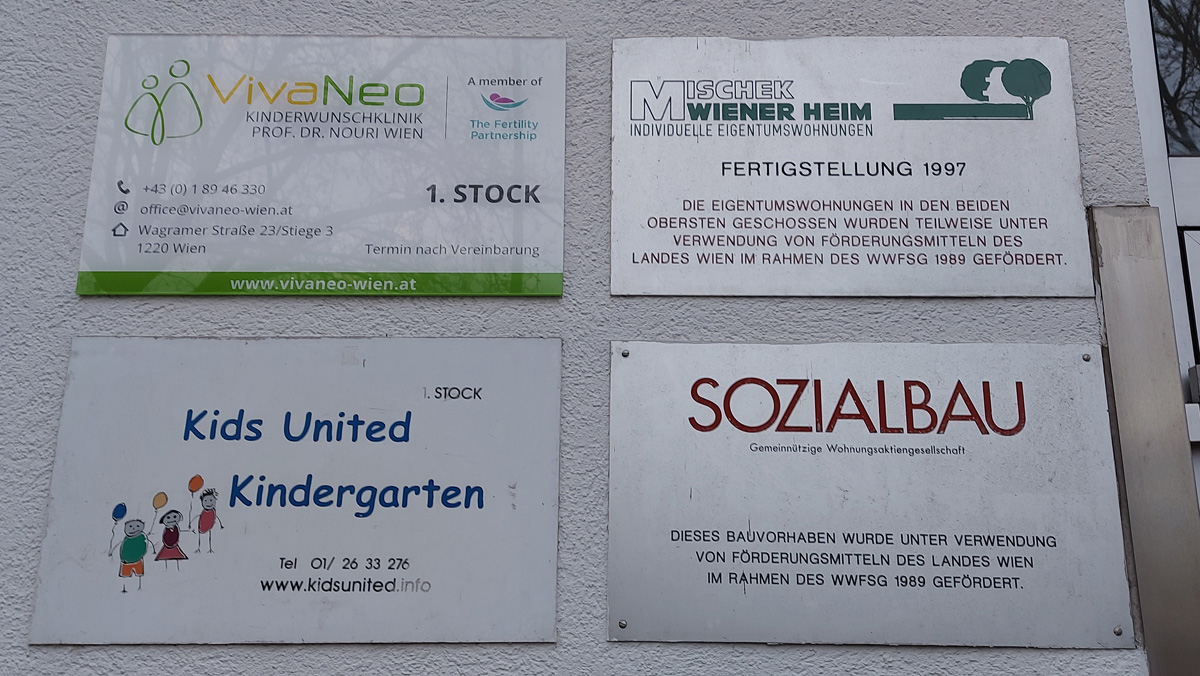 VivaNeo
KINDERWUNSCHKLINIK
PROF. DR. NOURI WIEN
A member of
The Fertility
Partnership
+43 (0) 1 89 46 330
office@vivaneo-wien.at
Wagramer Straße 23/Stiege 3
1220 Wien
1. STOCK
Termin nach Vereinbarung
www.vivaneo-wien.at
MISCHEK
WIENER HEIM
INDIVIDUELLE EIGENTUMSWOHNUNGEN
FERTIGSTELLUNG 1997
DIE EIGENTUMSWOHNUNGEN IN DEN BEIDEN
OBERSTEN GESCHOSSEN WURDEN TEILWEISE UNTER
VERWENDUNG VON FÖRDERUNGSMITTELN DES
LANDES WIEN IM RAHMEN DES WWFSG 1989 GEFÖRDERT.
1. STOCK
Kids United
Kindergarten
Tel 01/ 26 33 276
www.kidsunited.info
SOZIALBAU
Gemeinnützige Wohnungsaktiengesellschaft
DIESES BAUVORHABEN WURDE UNTER VERWENDUNG
VON FÖRDERUNGSMITTELN DES LANDES WIEN
IM RAHMEN DES WWFSG 1989 GEFÖRDERT.